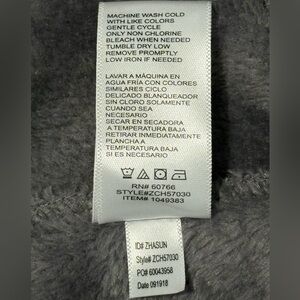 MACHINE WASH COLD
WITH LIKE COLORS
GENTLE CYCLE
ONLY NON CHLORINE
BLEACH WHEN NEEDED
TUMBLE DRY LOW
REMOVE PROMPTLY
LOW IRON IF NEEDED
LAVAR A MÁQUINA EN
AGUA FRÍA CON COLORES
SIMILARES CICLO
DELICADO BLANQUEADOR
SIN CLORO SOLAMENTE
CUANDO SEA
NECESARIO
SECAR EN SECADORA
A TEMPERATURA BAJA
RETIRAR INMEDIATAMENTE
PLANCHA A
TEMPERATURA BAJA
SI ES NECESARIO
RN# 60766
STYLE#ZCH57030
ITEM# 1049383
ID# ZHASUN
Style# ZCH57030
PO# 60043958
Date 091918